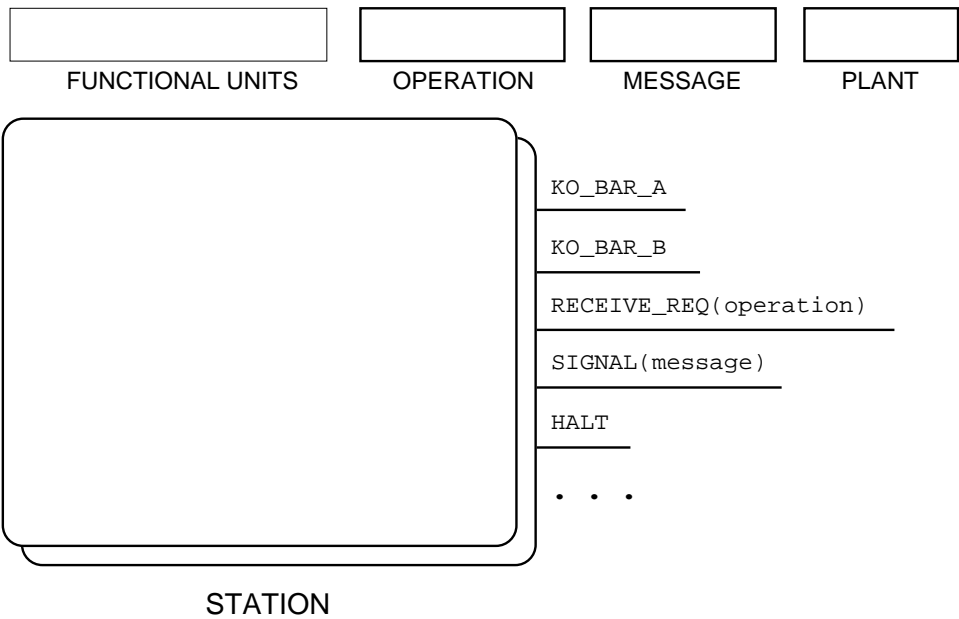 FUNCTIONAL UNITS OPERATION MESSAGE PLANT
KO_BAR_A
KO_BAR_B
RECEIVE_REQ(operation)
SIGNAL(message)
HALT
. . .
STATION